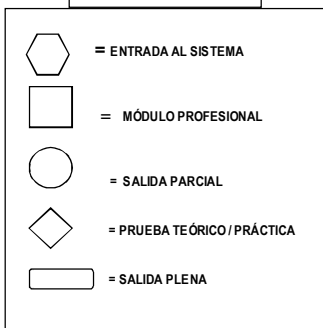 = ENTRADA AL SISTEMA
= MÓDULO PROFESIONAL
= SALIDA PARCIAL
= PRUEBA TEÓRICO / PRÁCTICA
= SALIDA PLENA